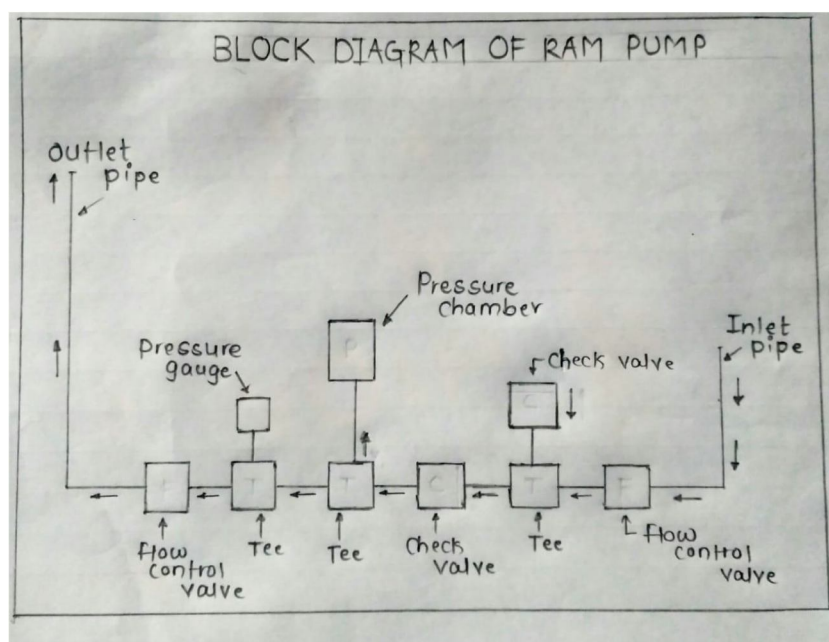 BLOCK DIAGRAM OF RAM PUMP
outlet
pipe
Pressure
chamber
Inlet
pipe
Pressure
gauge
Check valve
P
C
T
T
C
T
F
flow
control
valve
Tee
Tee
Check
valve
Tee
flow
control
valve